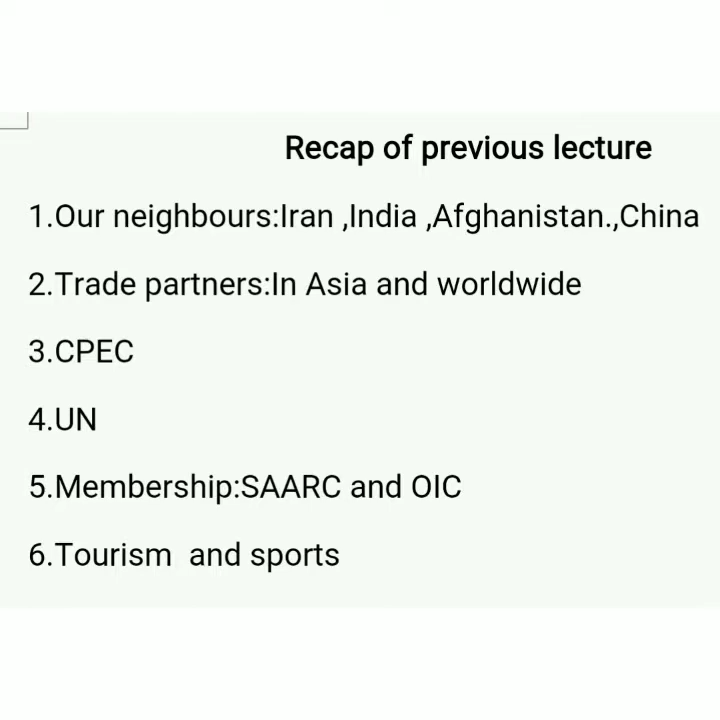 Recap of previous lecture
1.Our neighbours:Iran ,India ,Afghanistan.,China
2.Trade partners:In Asia and worldwide
3.CPEC
4.UN
5.Membership:SAARC and OIC
6.Tourism  and sports